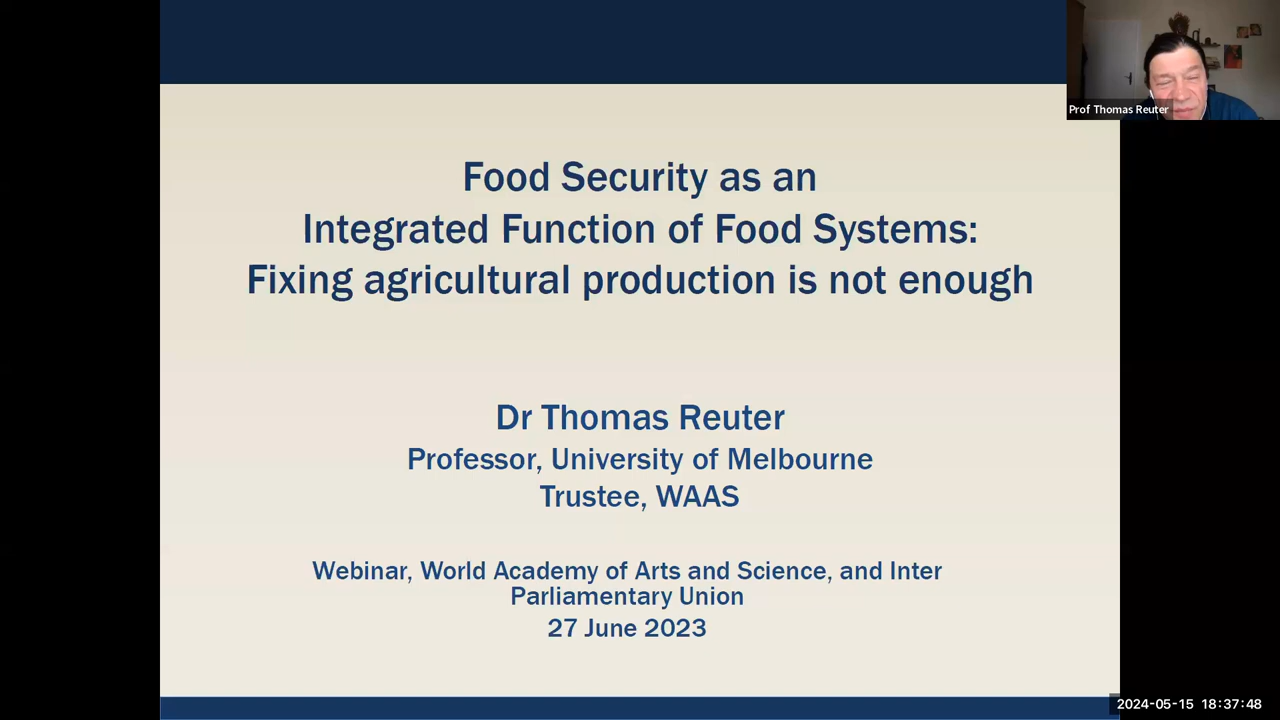 Prof Thomas Reuter
Food Security as an
Integrated Function of Food Systems:
Fixing agricultural production is not enough
Dr Thomas Reuter
Professor, University of Melbourne
Trustee, WAAS
Webinar, World Academy of Arts and Science, and Inter
Parliamentary Union
27 June 2023
2024-05-15 18:37:48